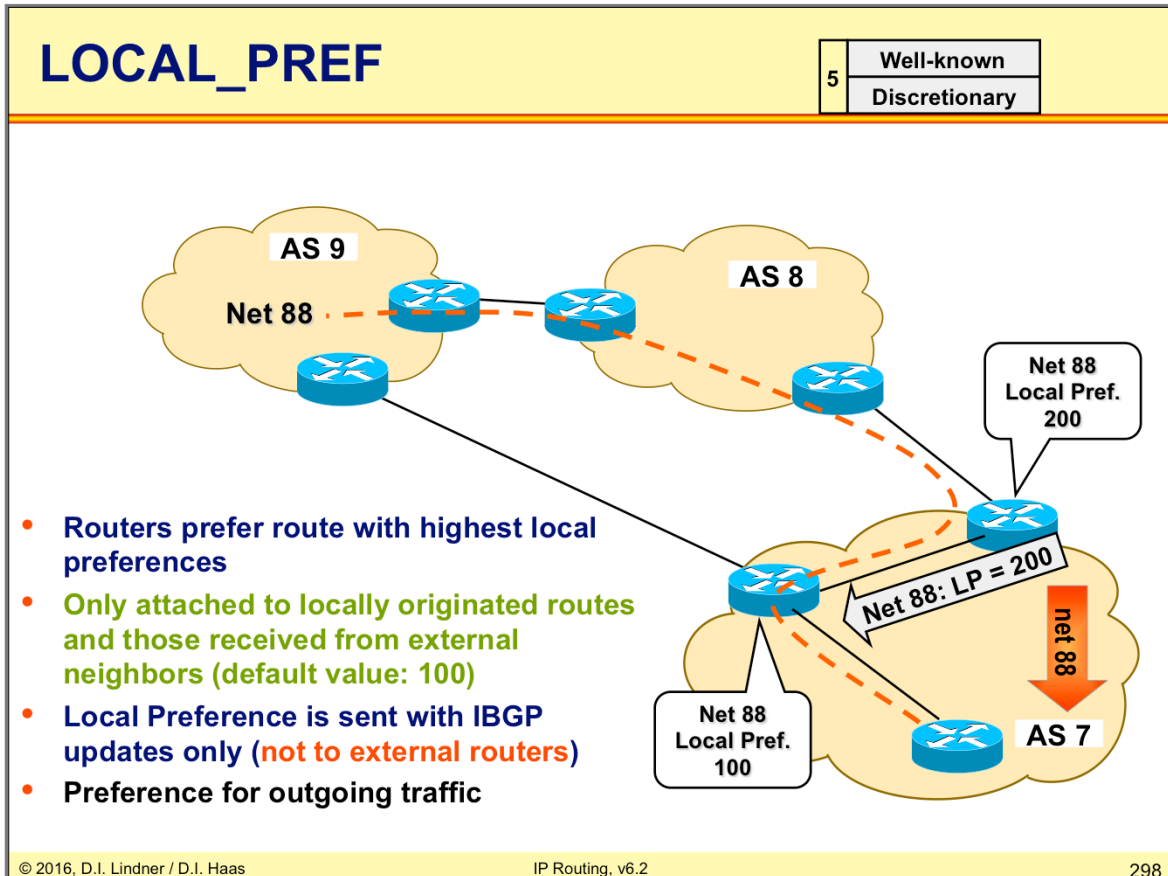 LOCAL_PREF
5
Well-known
Discretionary
AS 9
AS 8
Net 88
Net 88
Local Pref.
200
• Routers prefer route with highest local
preferences
• Only attached to locally originated routes
and those received from external
neighbors (default value: 100)
• Local Preference is sent with IBGP
updates only (not to external routers)
• Preference for outgoing traffic
Net 88: LP = 200
net 88
Net 88
Local Pref.
100
AS 7
© 2016, D.I. Lindner / D.I. Haas
IP Routing, v6.2
298